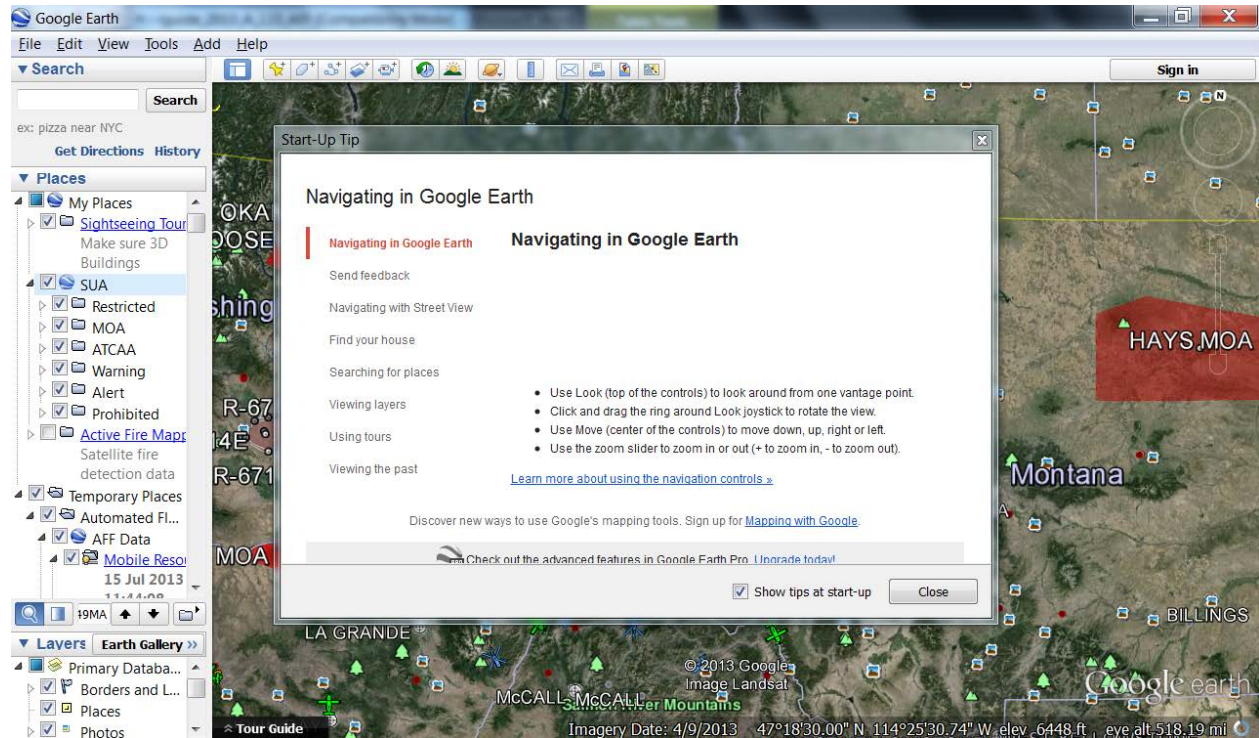 Google Earth
File Edit View Tools Add Help
▼ Search
Search
ex: pizza near NYC
Get Directions History
▼ Places
My Places
Sightseeing Tour
Make sure 3D
Buildings
SUA
Restricted
MOA
ATCAA
Warning
Alert
Prohibited
Active Fire Mapp
Satellite fire
detection data
Temporary Places
Automated Fl...
AFF Data
Mobile Reso
15 Jul 2013
▼ Layers Earth Gallery »
Primary Databa...
Borders and L...
Places
Photos
Sign in
N
Start-Up Tip
Navigating in Google Earth
Navigating in Google Earth
Send feedback
Navigating with Street View
Find your house
Searching for places
Viewing layers
Using tours
Viewing the past
Navigating in Google Earth
• Use Look (top of the controls) to look around from one vantage point.
• Click and drag the ring around Look joystick to rotate the view.
• Use Move (center of the controls) to move down, up, right or left.
• Use the zoom slider to zoom in or out (+ to zoom in, - to zoom out).
Learn more about using the navigation controls »
Discover new ways to use Google's mapping tools. Sign up for Mapping with Google.
Check out the advanced features in Google Earth Pro. Upgrade today!
Show tips at start-up Close
OKA
OOSE
shing
R-67
4E
R-671
MOA
HAYS MOA
Montana
BILLINGS
LA GRANDE
McCALL McCALL
© 2013 Google
Image Landsat
Google earth
Tour Guide
Imagery Date: 4/9/2013 47°18'30.00" N 114°25'30.74" W elev 6448 ft eye alt 518.19 mi